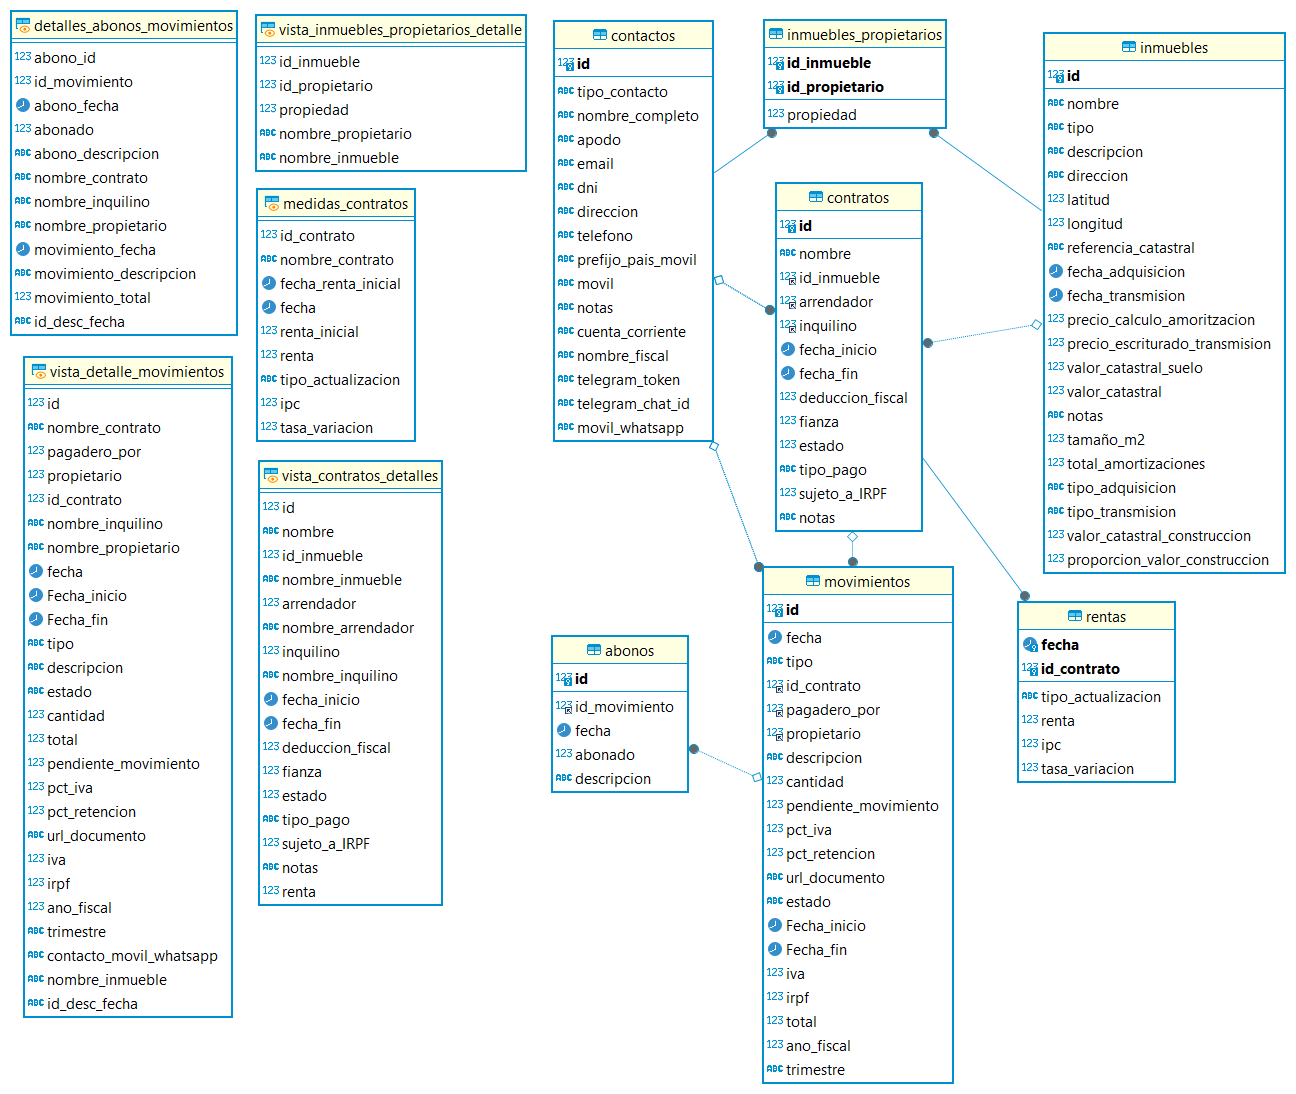 detalles_abonos_movimientos
abono_id
id_movimiento
abono_fecha
abonado
abono_descripcion
nombre_contrato
nombre_inquilino
nombre_propietario
movimiento_fecha
movimiento_descripcion
movimiento_total
id_desc_fecha
vista_detalle_movimientos
id
nombre_contrato
pagadero_por
propietario
id_contrato
nombre_inquilino
nombre_propietario
fecha
Fecha_inicio
Fecha_fin
tipo
descripcion
estado
cantidad
total
pendiente_movimiento
pct_iva
pct_retencion
url_documento
iva
irpf
ano_fiscal
trimestre
contacto_movil_whatsapp
nombre_inmueble
id_desc_fecha
vista_inmuebles_propietarios_detalle
id_inmueble
id_propietario
propiedad
nombre_propietario
nombre_inmueble
medidas_contratos
id_contrato
nombre_contrato
fecha_renta_inicial
fecha
renta_inicial
renta
tipo_actualizacion
ipc
tasa_variacion
vista_contratos_detalles
id
nombre
id_inmueble
nombre_inmueble
arrendador
nombre_arrendador
inquilino
nombre_inquilino
fecha_inicio
fecha_fin
deduccion_fiscal
fianza
estado
tipo_pago
sujeto_a_IRPF
notas
renta
contactos
id
tipo_contacto
nombre_completo
apodo
email
dni
direccion
telefono
prefijo_pais_movil
movil
notas
cuenta_corriente
nombre_fiscal
telegram_token
telegram_chat_id
movil_whatsapp
abonos
id
id_movimiento
fecha
abonado
descripcion
inmuebles_propietarios
id_inmueble
id_propietario
propiedad
contratos
id
nombre
id_inmueble
arrendador
inquilino
fecha_inicio
fecha_fin
deduccion_fiscal
fianza
estado
tipo_pago
sujeto_a_IRPF
notas
movimientos
id
fecha
tipo
id_contrato
pagadero_por
propietario
descripcion
cantidad
pendiente_movimiento
pct_iva
pct_retencion
url_documento
estado
Fecha_inicio
Fecha_fin
iva
irpf
total
ano_fiscal
trimestre
inmuebles
id
nombre
tipo
descripcion
direccion
latitud
longitud
referencia_catastral
fecha_adquisicion
fecha_transmision
precio_calculo_amoritzacion
precio_escriturado_transmision
valor_catastral_suelo
valor_catastral
notas
tamaño_m2
total_amortizaciones
tipo_adquisicion
tipo_transmision
valor_catastral_construccion
proporcion_valor_construccion
rentas
fecha
id_contrato
tipo_actualizacion
renta
ipc
tasa_variacion